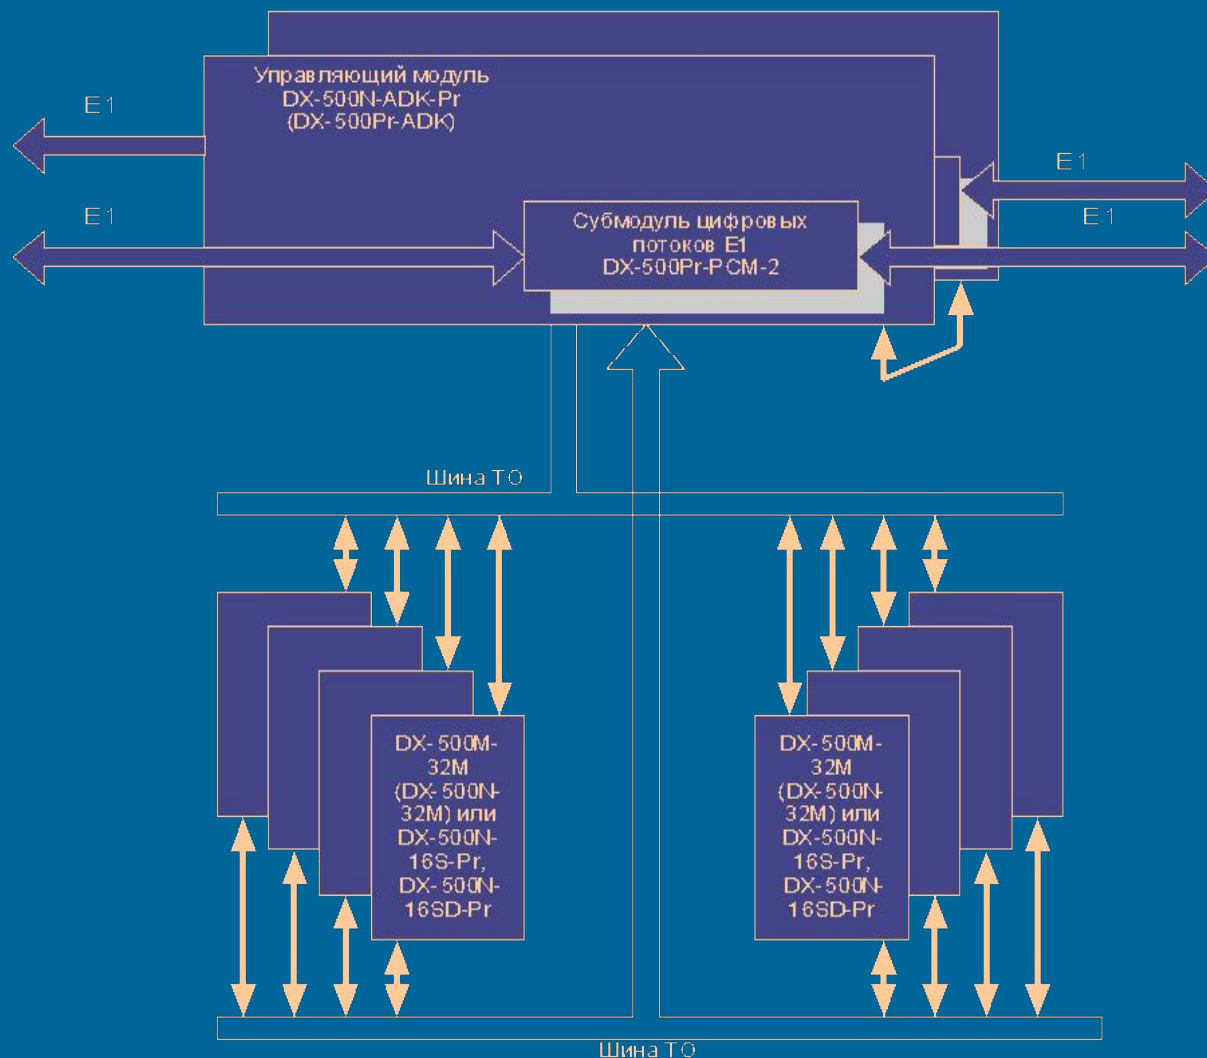 Управляющий модуль
DX-500N-ADK-Pr
(DX-500Pr-ADK)
E1
E1
E1
E1
Субмодуль цифровых
потоков E1
DX-500Pr-PCM-2
Шина ТО
DX-500M-
32M
(DX-500N-
32M) или
DX-500N-
16S-Pr,
DX-500N-
16SD-Pr
DX-500M-
32M
(DX-500N-
32M) или
DX-500N-
16S-Pr,
DX-500N-
16SD-Pr
Шина ТО